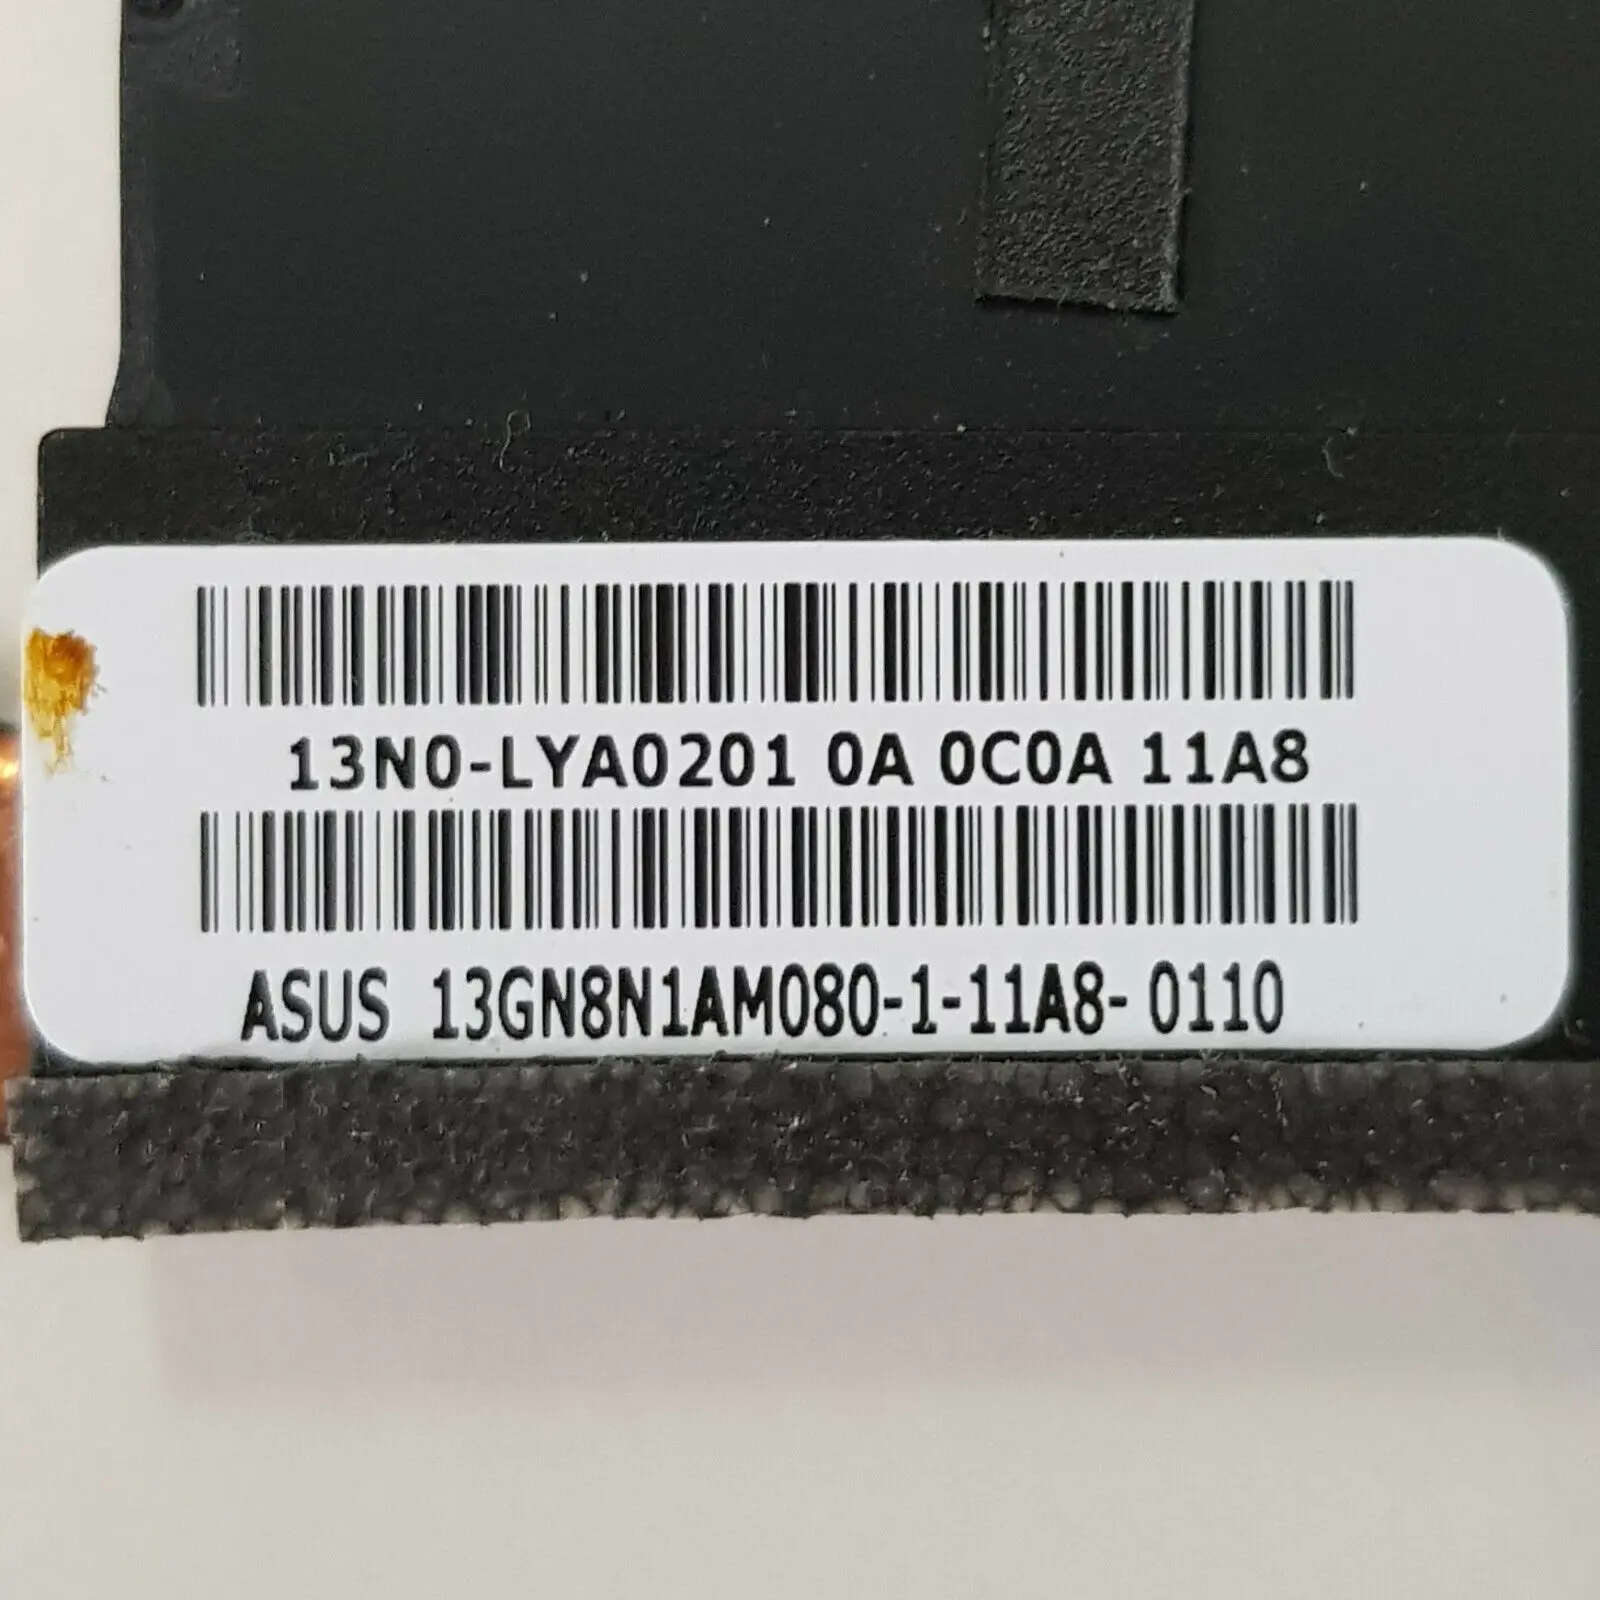 13N0-LYA0201 0A 0C0A 11A8
ASUS 13GN8N1AM080-1-11A8- 0110